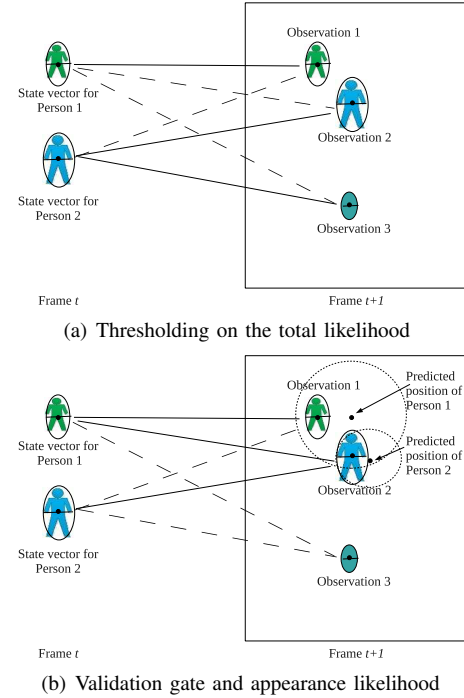 Observation 1
State vector for
Person 1
Observation 2
State vector for
Person 2
Observation 3
Frame t
Frame t+1
(a) Thresholding on the total likelihood
Observation 1
Predicted
position of
Person 1
State vector for
Person 1
Predicted
position of
Person 2
Observation 2
State vector for
Person 2
Observation 3
Frame t
Frame t+1
(b) Validation gate and appearance likelihood